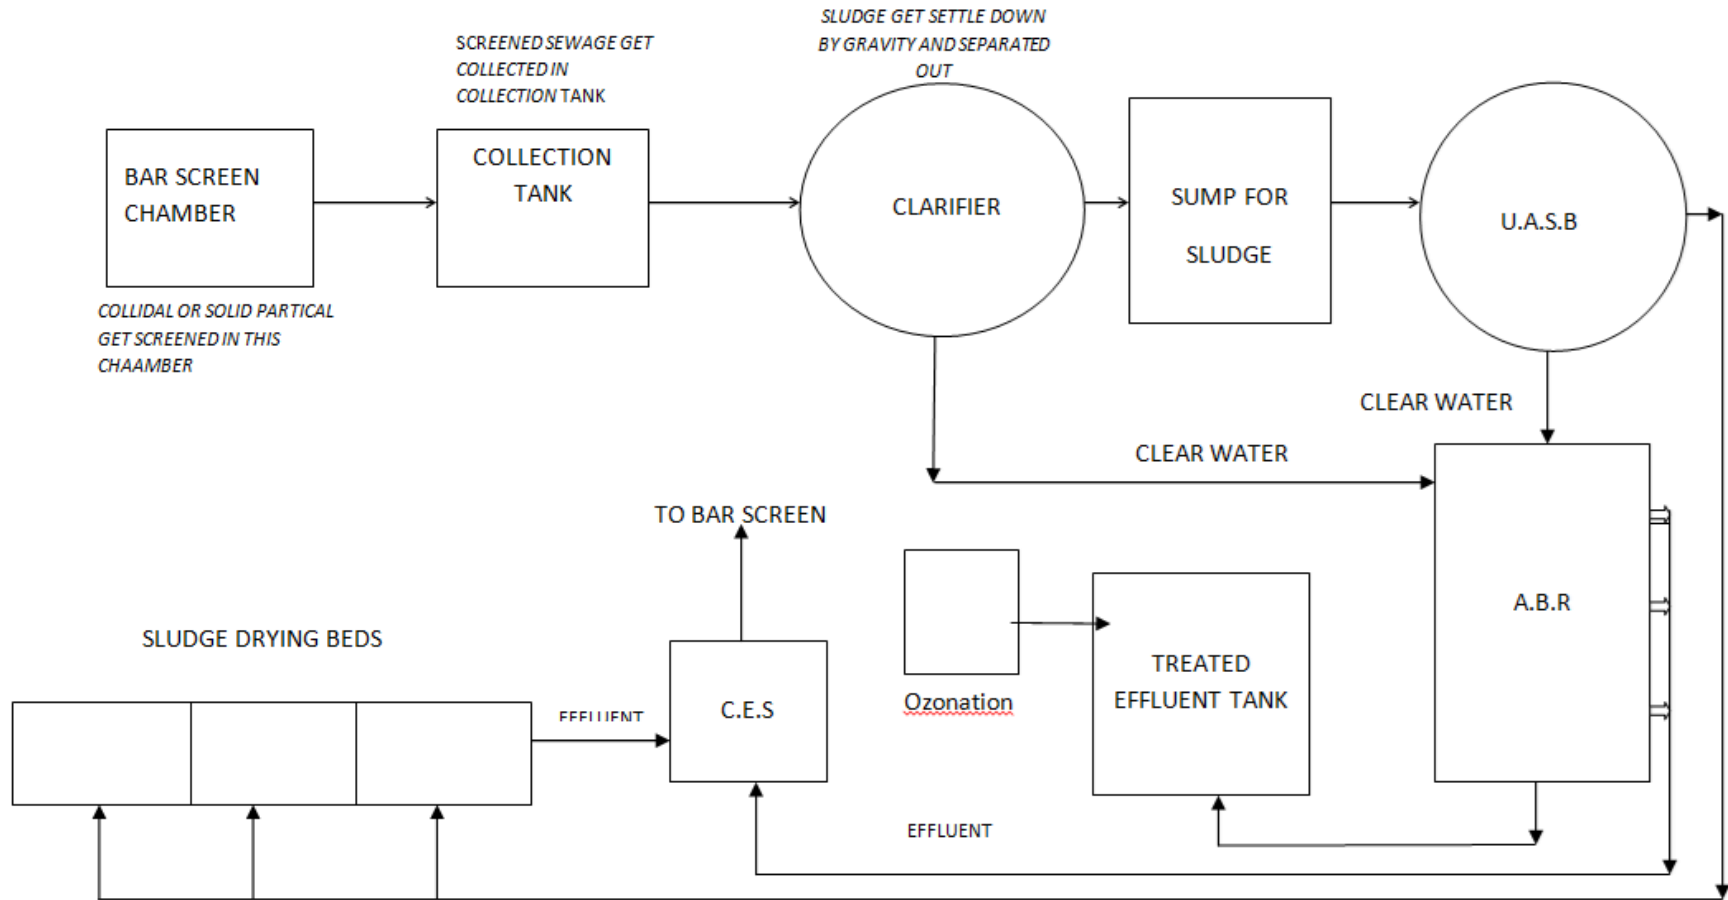 SLUDGE GET SETTLE DOWN
BY GRAVITY AND SEPARATED
OUT
SCREENED SEWAGE GET
COLLECTED IN
COLLECTION TANK
BAR SCREEN
CHAMBER
COLLECTION
TANK
CLARIFIER
SUMP FOR
SLUDGE
U.A.S.B
COLLIDAL OR SOLID PARTICAL
GET SCREENED IN THIS
CHAAMBER
CLEAR WATER
CLEAR WATER
TO BAR SCREEN
A.B.R
SLUDGE DRYING BEDS
TREATED
EFFLUENT TANK
Ozonation
C.E.S
EFFLUENT
EFFLUENT